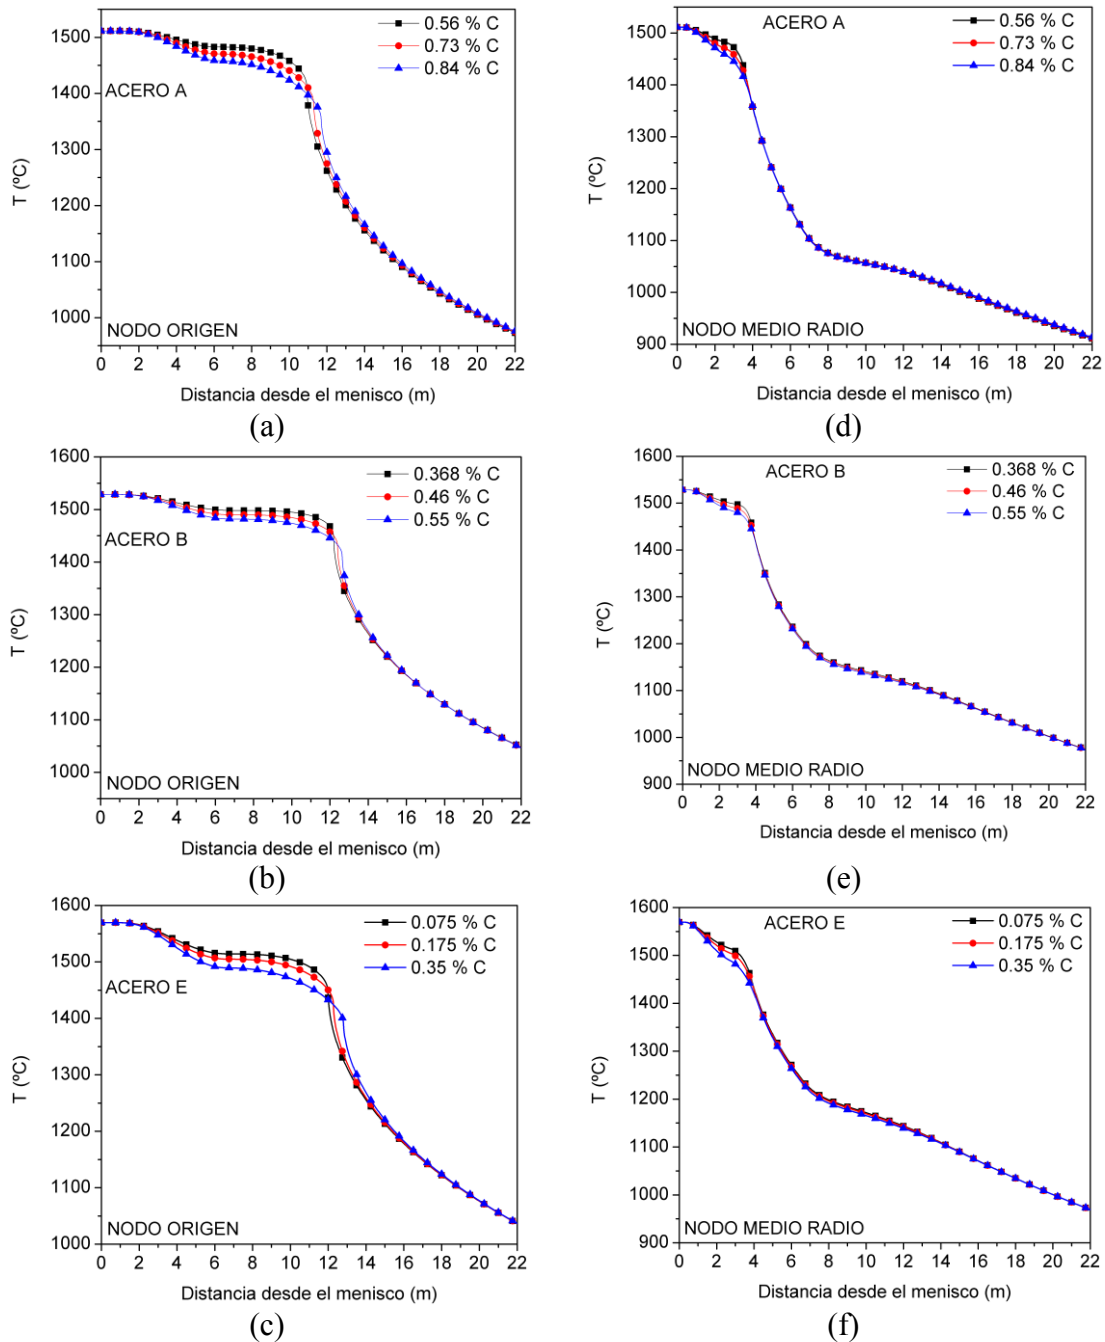 1500
1400
1300
1200
1100
1000
T (ºC)
0.56 % C
0.73 % C
0.84 % C
ACERO A
NODO ORIGEN
0 2 4 6 8 10 12 14 16 18 20 22
Distancia desde el menisco (m)
(a)
1500
1400
1300
1200
1100
1000
900
T (ºC)
ACERO A
0.56 % C
0.73 % C
0.84 % C
NODO MEDIO RADIO
0 2 4 6 8 10 12 14 16 18 20 22
Distancia desde el menisco (m)
(d)
1600
1500
1400
1300
1200
1100
1000
T (ºC)
0.368 % C
0.46 % C
0.55 % C
ACERO B
NODO ORIGEN
0 2 4 6 8 10 12 14 16 18 20 22
Distancia desde el menisco (m)
(b)
1600
1500
1400
1300
1200
1100
1000
900
T (ºC)
ACERO B
0.368 % C
0.46 % C
0.55 % C
NODO MEDIO RADIO
0 2 4 6 8 10 12 14 16 18 20 22
Distancia desde el menisco (m)
(e)
1600
1500
1400
1300
1200
1100
1000
T (ºC)
0.075 % C
0.175 % C
0.35 % C
ACERO E
NODO ORIGEN
0 2 4 6 8 10 12 14 16 18 20 22
Distancia desde el menisco (m)
(c)
1600
1500
1400
1300
1200
1100
1000
900
T (ºC)
ACERO E
0.075 % C
0.175 % C
0.35 % C
NODO MEDIO RADIO
0 2 4 6 8 10 12 14 16 18 20 22
Distancia desde el menisco (m)
(f)